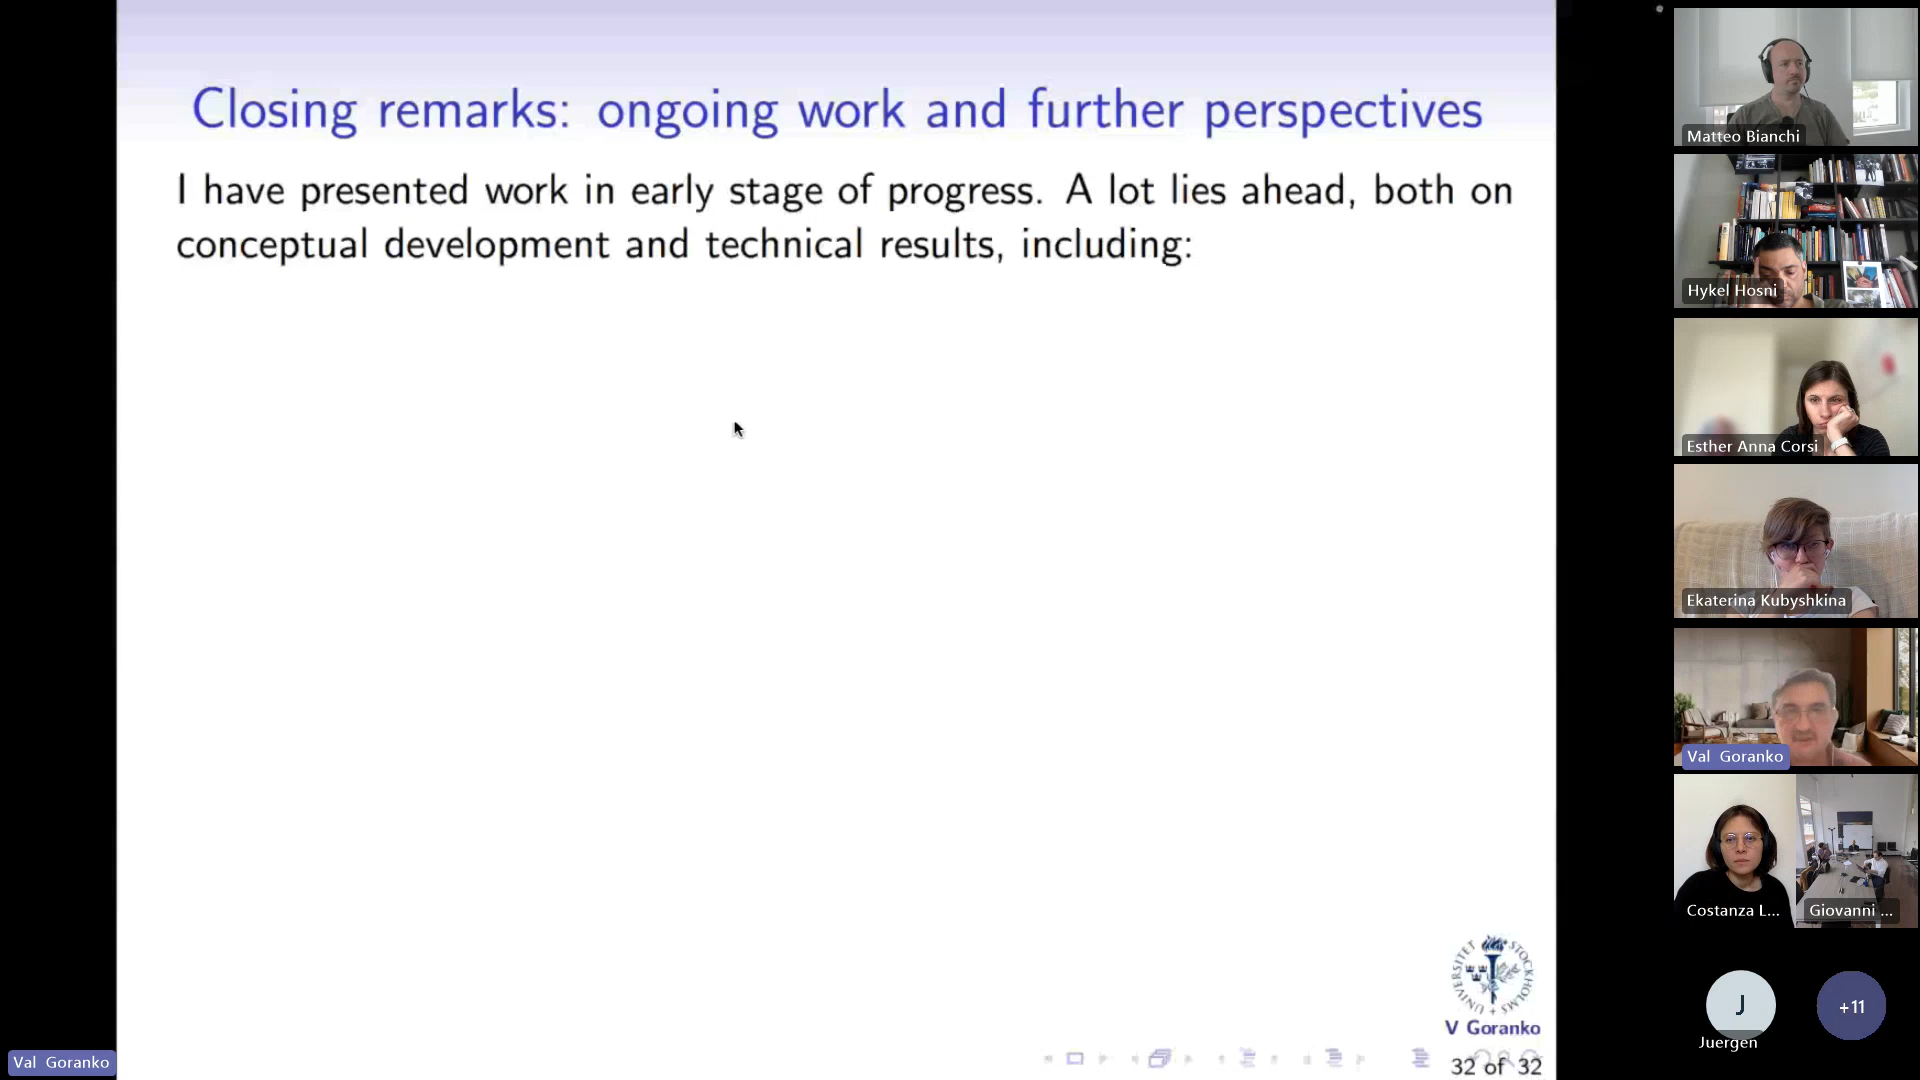 Closing remarks: ongoing work and further perspectives
I have presented work in early stage of progress. A lot lies ahead, both on
conceptual development and technical results, including:
STOCKHOLMS UNIVERSITET
V Goranko
32 of 32
Val Goranko
Matteo Bianchi
Hykel Hosni
Esther Anna Corsi
Ekaterina Kubyshkina
Val Goranko
Costanza L...
Giovanni ...
J
Juergen
+11